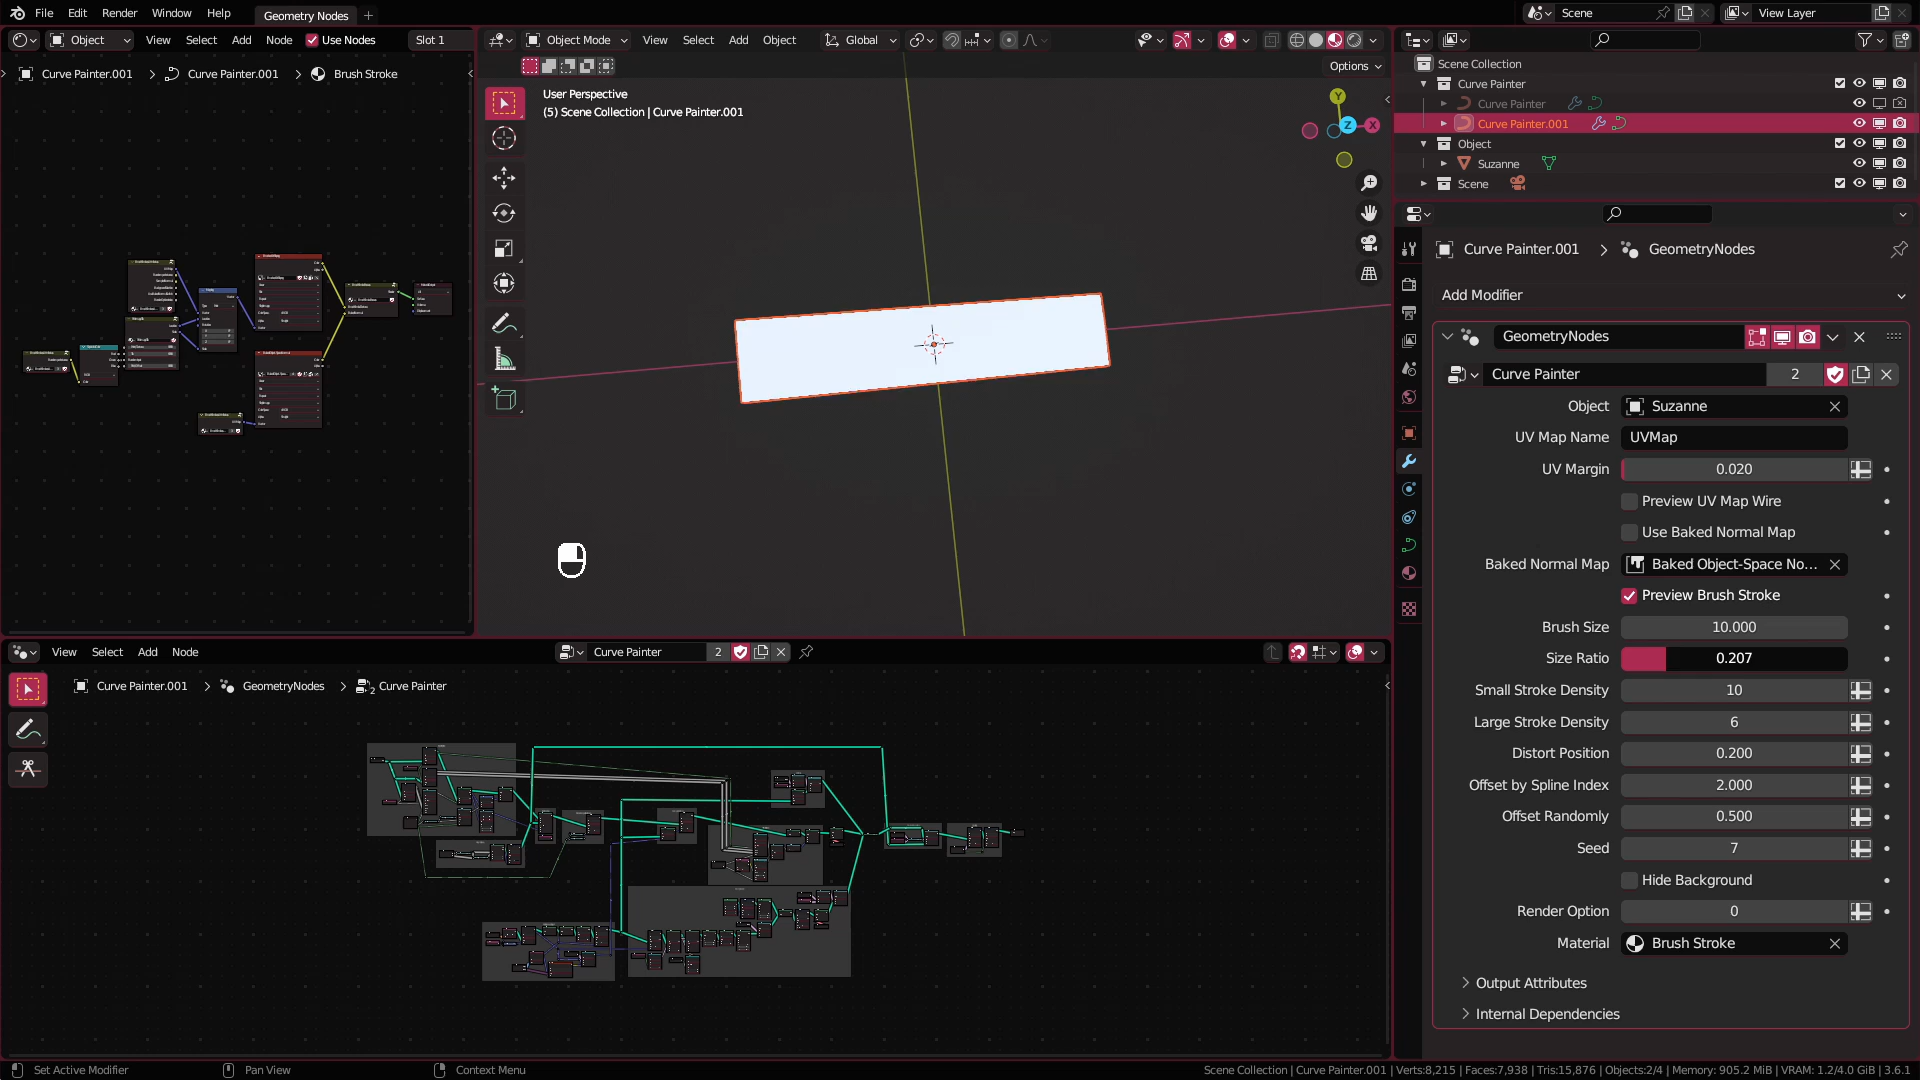 File Edit Render Window Help Geometry Nodes + Scene View Layer
Object View Select Add Node Use Nodes Slot 1
Object Mode View Select Add Object Global
Curve Painter.001 > Curve Painter.001 > Brush Stroke
Options
User Perspective
(5) Scene Collection | Curve Painter.001
Y
Z
X
Scene Collection
Curve Painter
Curve Painter
Curve Painter.001
Object
Suzanne
Scene
Curve Painter.001 > GeometryNodes
Add Modifier
GeometryNodes
Curve Painter 2
Object Suzanne
UV Map Name UVMap
UV Margin 0.020
Preview UV Map Wire
Use Baked Normal Map
Baked Normal Map Baked Object-Space No...
Preview Brush Stroke
Brush Size 10.000
Size Ratio 0.207
Small Stroke Density 10
Large Stroke Density 6
Distort Position 0.200
Offset by Spline Index 2.000
Offset Randomly 0.500
Seed 7
Hide Background
Render Option 0
Material Brush Stroke
Output Attributes
Internal Dependencies
View Select Add Node Curve Painter 2
Curve Painter.001 > GeometryNodes > 2 Curve Painter
Set Active Modifier Pan View Context Menu
Scene Collection | Curve Painter.001 | Verts:8,215 | Faces:7,938 | Tris:15,876 | Objects:2/4 | Memory: 905.2 MiB | VRAM: 1.2/4.0 GiB | 3.6.1